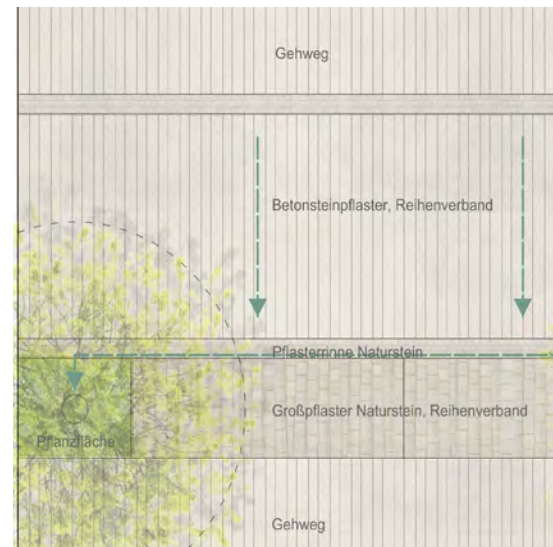 Gehweg
Betonsteinpflaster, Reihenverband
Pflasterrinne Naturstein
Großpflaster Naturstein, Reihenverband
Pflanzfläche
Gehweg